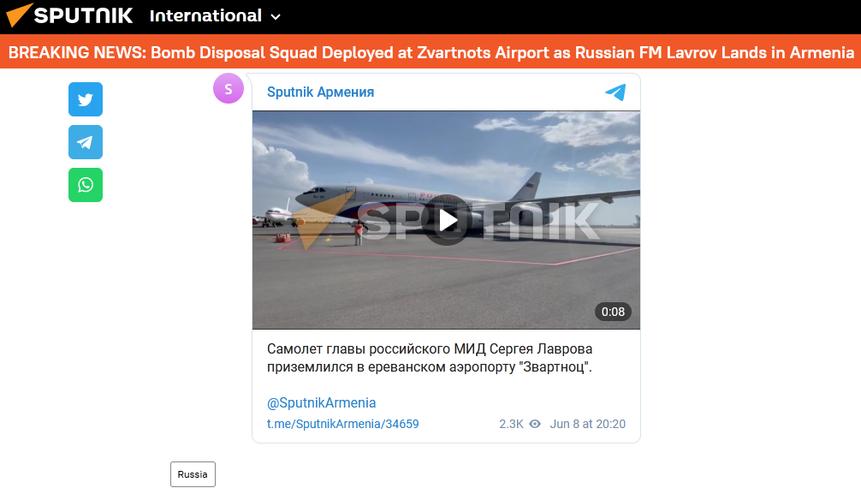 SPUTNIK International
BREAKING NEWS: Bomb Disposal Squad Deployed at Zvartnots Airport as Russian FM Lavrov Lands in Armenia
S
Sputnik Армения
SPUTNIK
0:08
Самолет главы российского МИД Сергея Лаврова
приземлился в ереванском аэропорту "Звартноц".
@SputnikArmenia
t.me/SputnikArmenia/34659 2.3K Jun 8 at 20:20
Russia